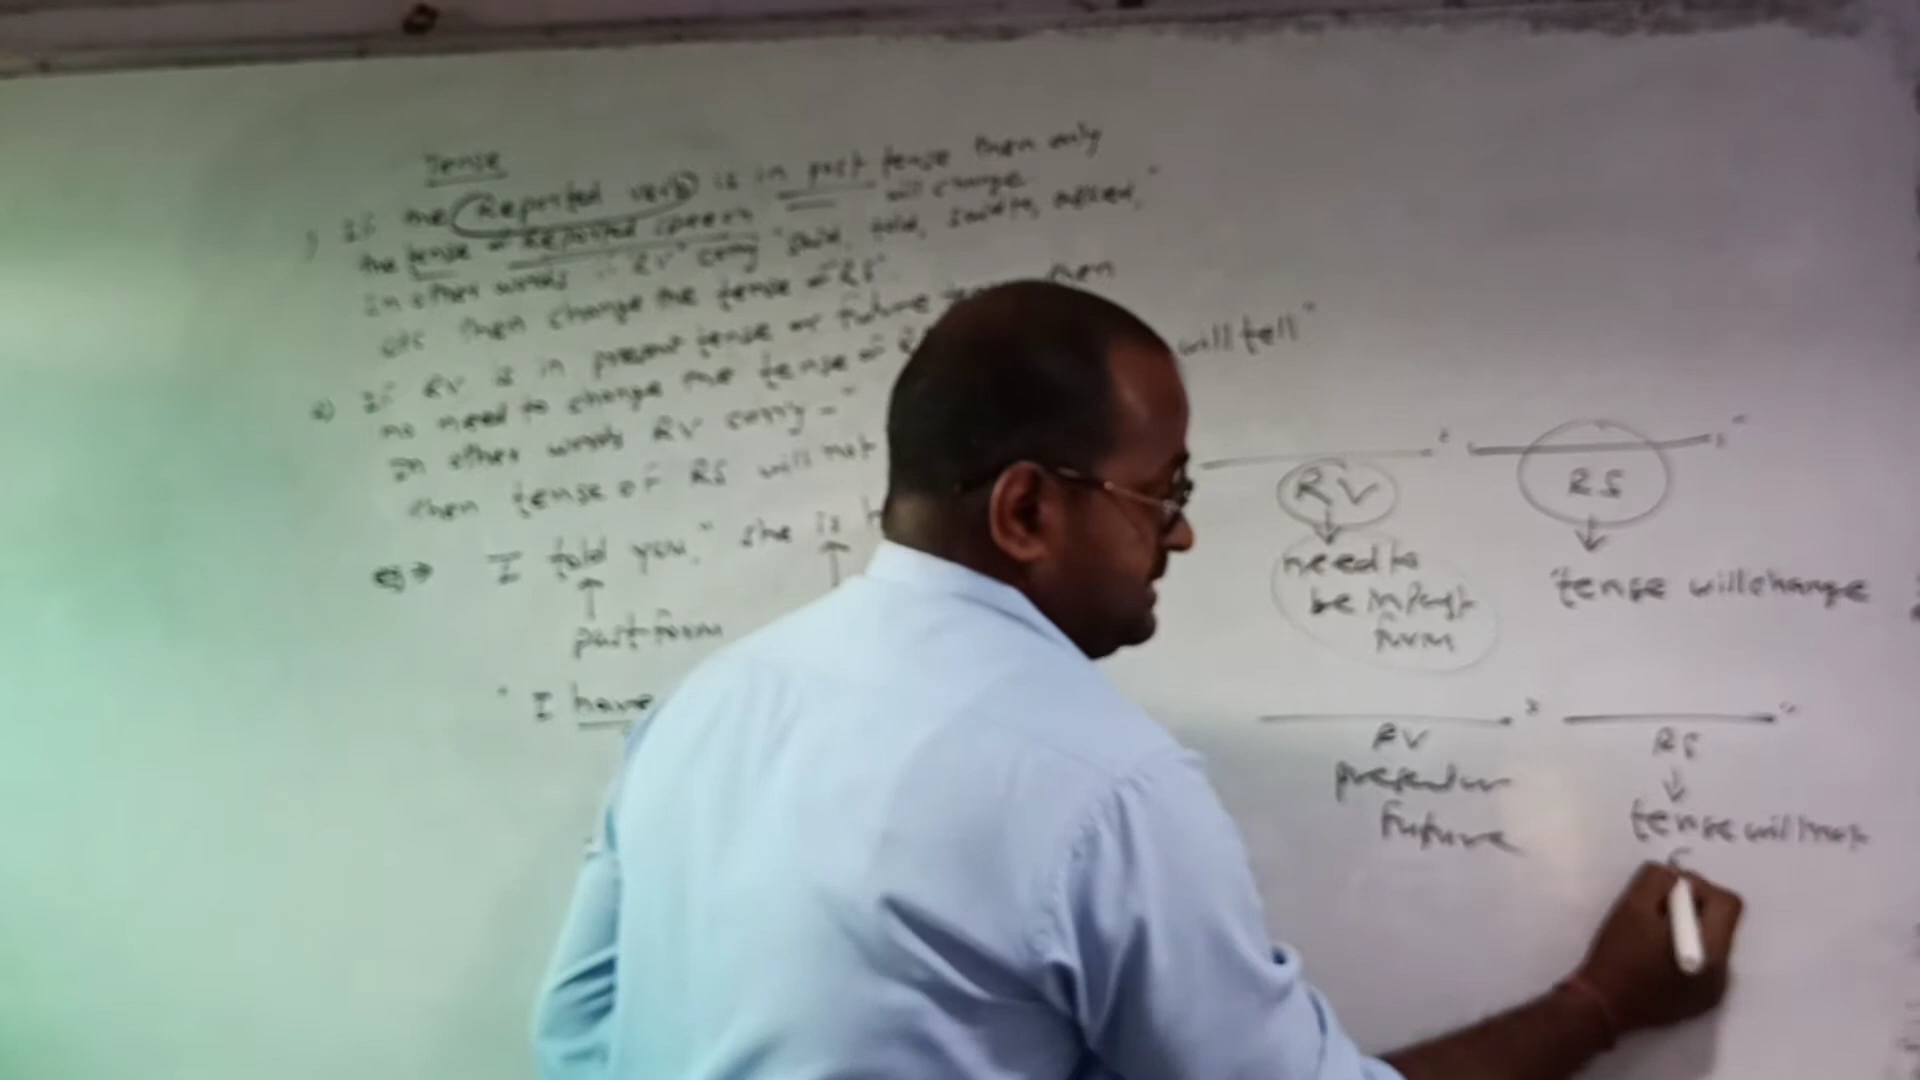 Tense
1) If the Reported verb is in past tense then only
the tense of Reported speech will change
In other words if RV carry "said, told, said to, asked,"
etc then change the tense of RS
2) If RV is in present tense or future then
no need to change the tense of
In other words RV carry - " will tell"
then tense of RS will not
eg → I told you, "she is
↑ ↑
past form
" I have
RV RS
↓ ↓
need to tense will change
be in Past
form
RV RS
present or ↓
future tense will not